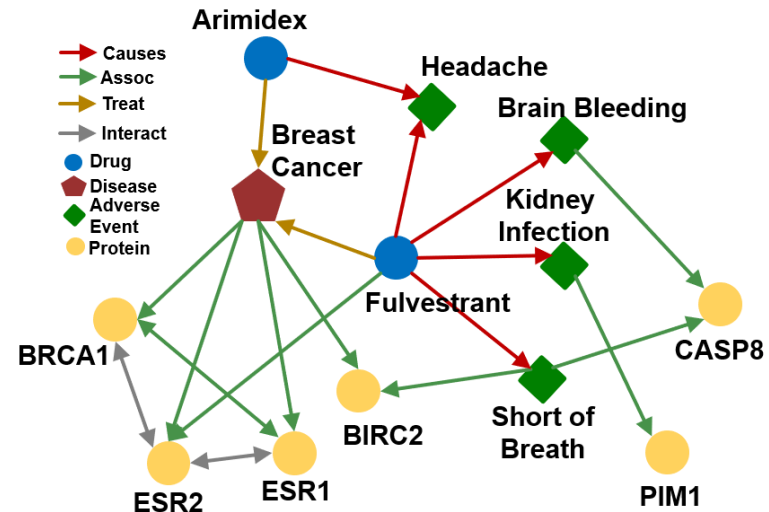 Arimidex
Causes
Assoc
Treat
Interact
Drug
Disease
Adverse
Event
Protein
Headache
Brain Bleeding
Breast
Cancer
Kidney
Infection
Fulvestrant
BRCA1
CASP8
BIRC2
Short of
Breath
ESR2
ESR1
PIM1